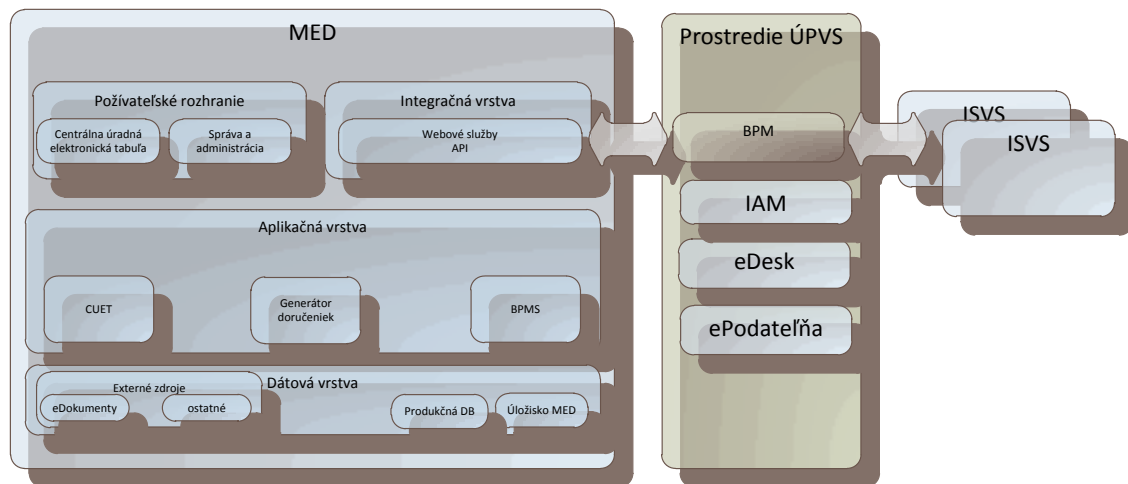 MED
Požívateľské rozhranie
Centrálna úradná
elektronická tabuľa
Správa a
administrácia
Integračná vrstva
Webové služby
API
Aplikačná vrstva
CUET
Generátor
doručeniek
BPMS
Dátová vrstva
Externé zdroje
eDokumenty
ostatné
Produkčná DB
Úložisko MED
Prostredie ÚPVS
BPM
IAM
eDesk
ePodateľňa
ISVS
ISVS